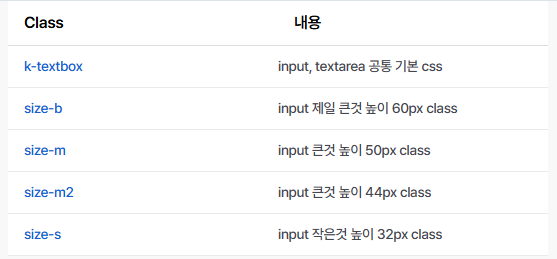 Class 내용
k-textbox input, textarea 공통 기본 css
size-b input 제일 큰것 높이 60px class
size-m input 큰것 높이 50px class
size-m2 input 큰것 높이 44px class
size-s input 작은것 높이 32px class